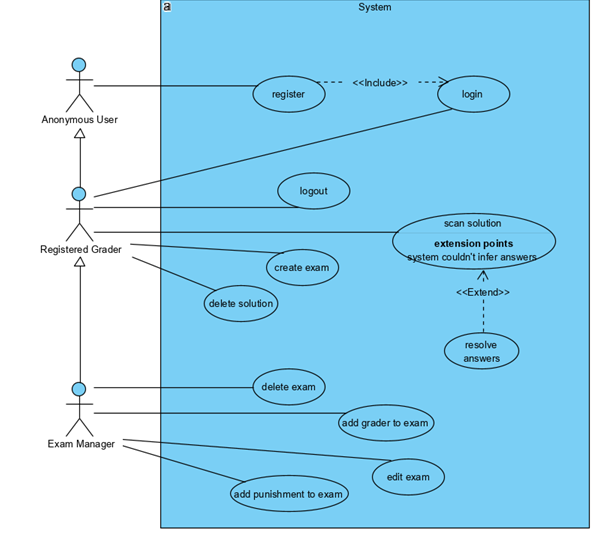 a
System
Anonymous User
register
<<Include>>
login
Registered Grader
logout
scan solution
extension points
system couldn't infer answers
create exam
delete solution
<<Extend>>
resolve
answers
Exam Manager
delete exam
add grader to exam
edit exam
add punishment to exam